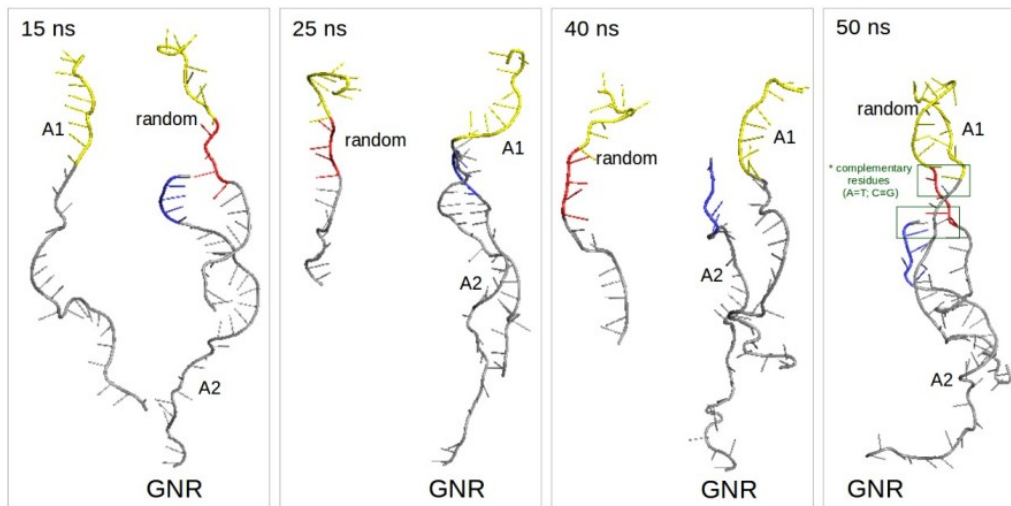 15 ns
A1
random
A2
GNR
25 ns
random
A1
A2
GNR
40 ns
random
A1
A2
GNR
50 ns
random
A1
* complementary
residues
(A=T; C≡G)
A2
GNR